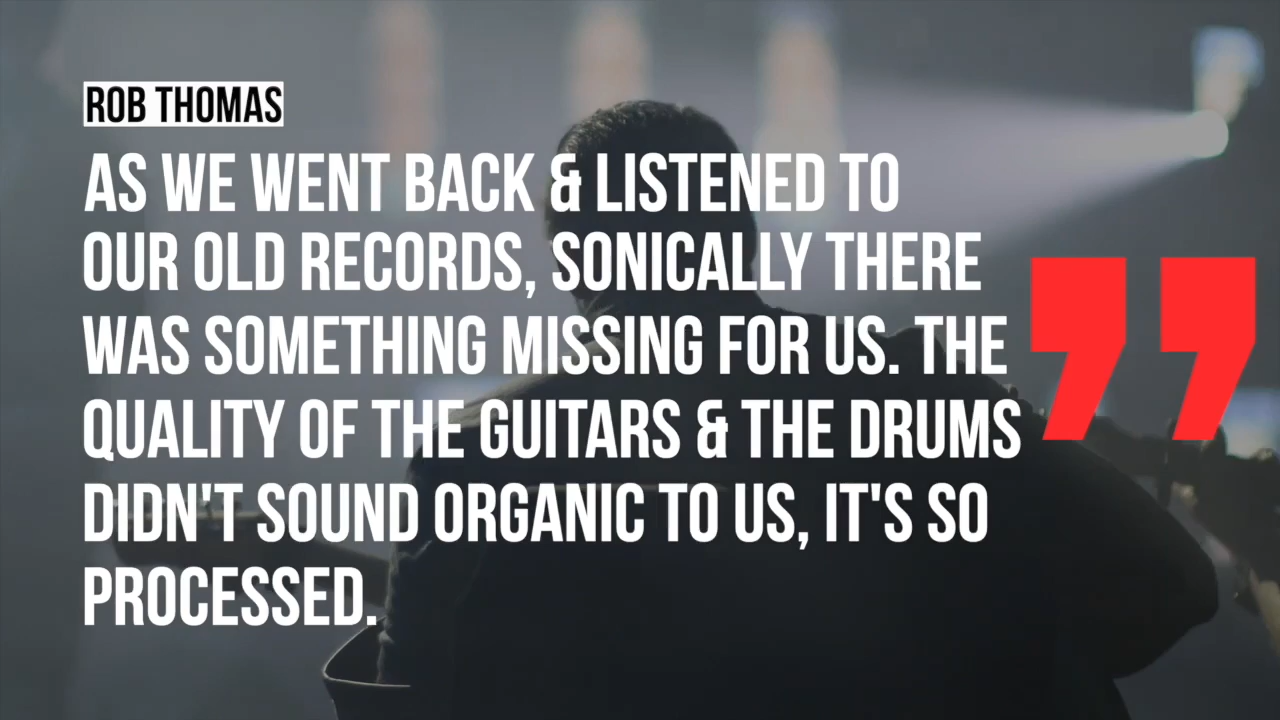 ROB THOMAS
AS WE WENT BACK & LISTENED TO
OUR OLD RECORDS, SONICALLY THERE
WAS SOMETHING MISSING FOR US. THE
QUALITY OF THE GUITARS & THE DRUMS
DIDN'T SOUND ORGANIC TO US, IT'S SO
PROCESSED.
”